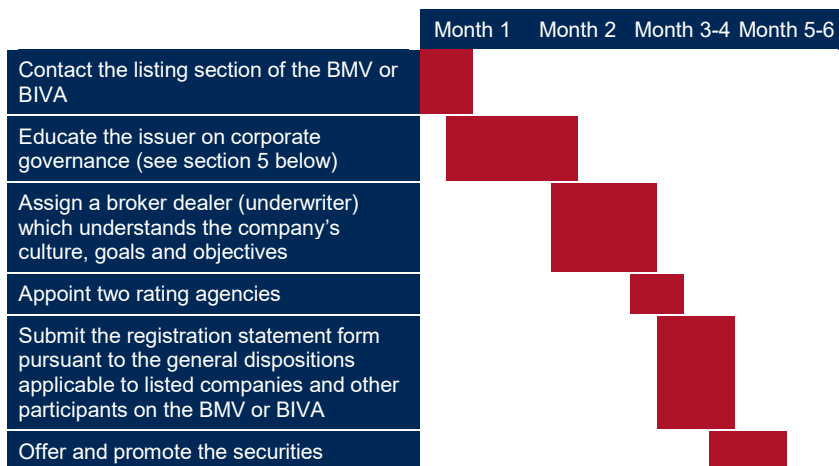 Month 1 Month 2 Month 3-4 Month 5-6
Contact the listing section of the BMV or
BIVA
Educate the issuer on corporate
governance (see section 5 below)
Assign a broker dealer (underwriter)
which understands the company’s
culture, goals and objectives
Appoint two rating agencies
Submit the registration statement form
pursuant to the general dispositions
applicable to listed companies and other
participants on the BMV or BIVA
Offer and promote the securities